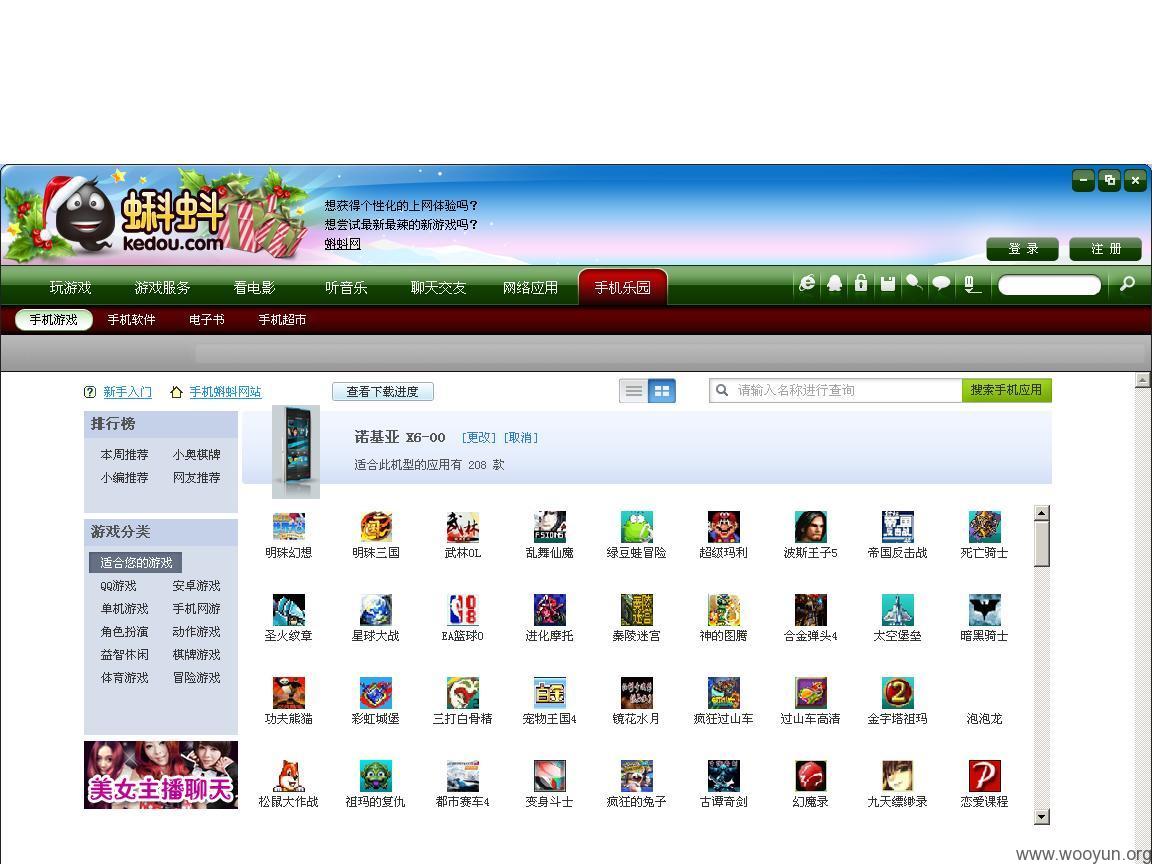 蝌蚪
kedou.com
想获得个性化的上网体验吗?
想尝试最新最辣的新游戏吗?
蝌蚪网
登 录 注 册
玩游戏 游戏服务 看电影 听音乐 聊天交友 网络应用 手机乐园
手机游戏 手机软件 电子书 手机超市
新手入门 手机蝌蚪网站 查看下载进度 请输入名称进行查询 搜索手机应用
排行榜
本周推荐 小奥棋牌
小编推荐 网友推荐
游戏分类
适合您的游戏
QQ游戏 安卓游戏
单机游戏 手机网游
角色扮演 动作游戏
益智休闲 棋牌游戏
体育游戏 冒险游戏
美女主播聊天
诺基亚 X6-00 [更改] [取消]
适合此机型的应用有 208 款
明珠幻想 明珠三国 武林OL 乱舞仙魔 绿豆蛙冒险 超级玛利 波斯王子5 帝国反击战 死亡骑士
圣火纹章 星球大战 EA篮球0 进化摩托 秦陵迷宫 神的图腾 合金弹头4 太空堡垒 暗黑骑士
功夫熊猫 彩虹城堡 三打白骨精 宠物王国4 镜花水月 疯狂过山车 过山车高清 金字塔祖玛 泡泡龙
松鼠大作战 祖玛的复仇 都市赛车4 变身斗士 疯狂的兔子 古谭奇剑 幻魔录 九天缥缈录 恋爱课程
www.wooyun.org